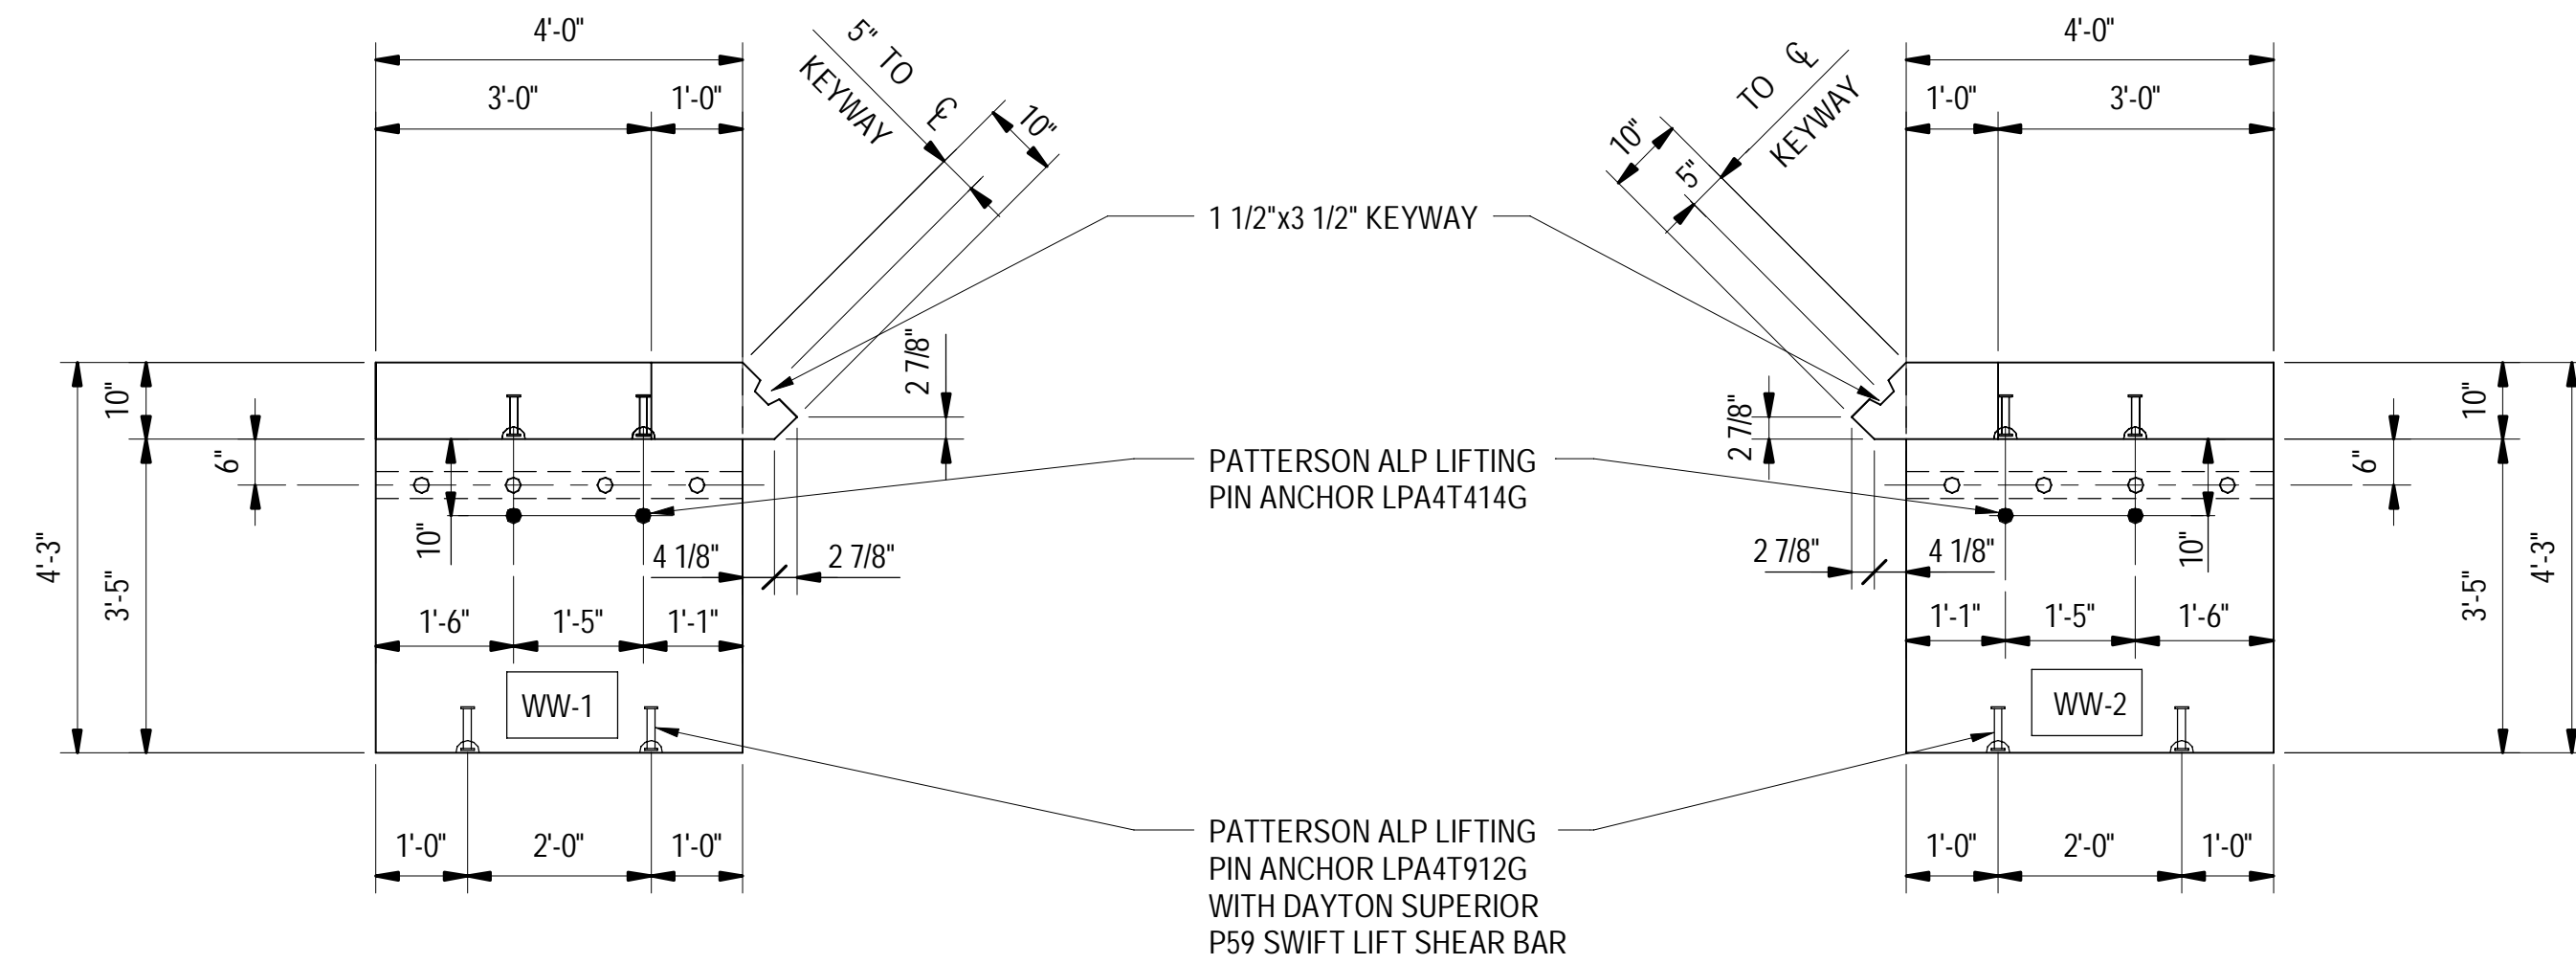 4'-0"
3'-0"
1'-0"
5" TO ℄
KEYWAY
10"
2 7/8"
10"
6"
10"
4'-3"
3'-5"
4 1/8"
2 7/8"
1'-6"
1'-5"
1'-1"
WW-1
1'-0"
2'-0"
1'-0"
1 1/2"x3 1/2" KEYWAY
PATTERSON ALP LIFTING
PIN ANCHOR LPA4T414G
PATTERSON ALP LIFTING
PIN ANCHOR LPA4T912G
WITH DAYTON SUPERIOR
P59 SWIFT LIFT SHEAR BAR
4'-0"
1'-0"
3'-0"
TO ℄
KEYWAY
10"
5"
2 7/8"
10"
6"
10"
4'-3"
3'-5"
2 7/8"
4 1/8"
1'-1"
1'-5"
1'-6"
WW-2
1'-0"
2'-0"
1'-0"